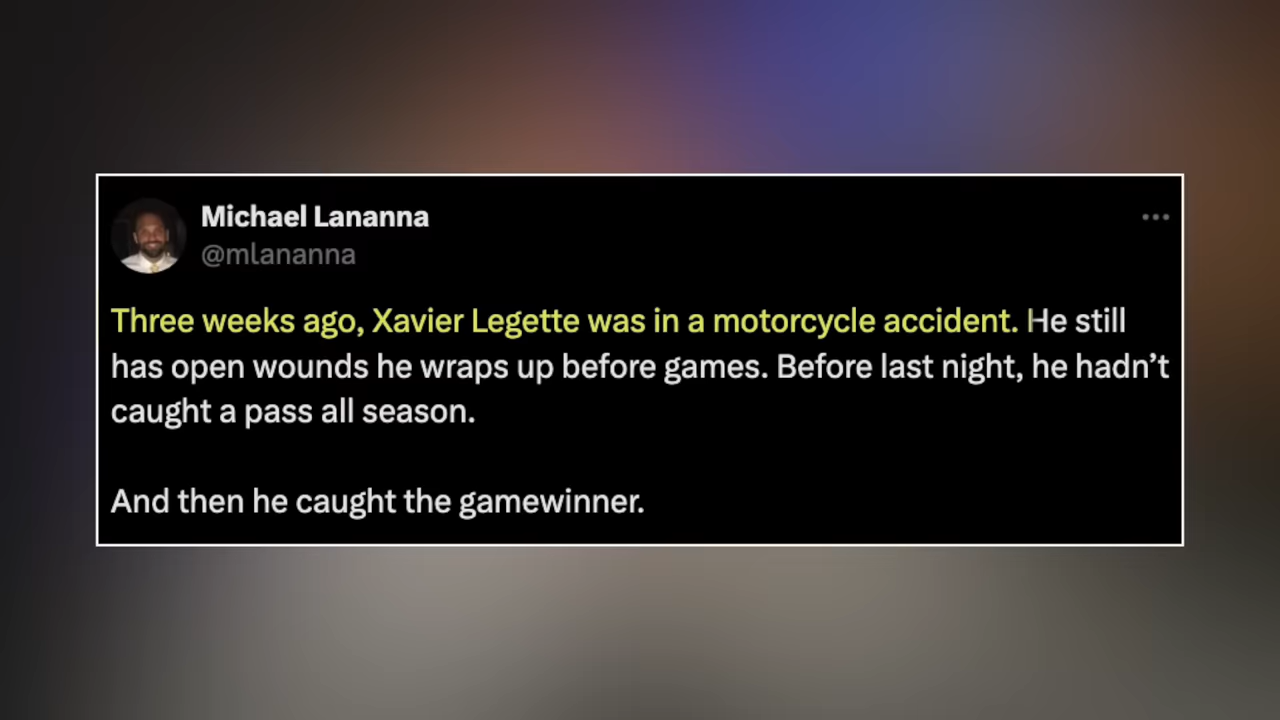 Michael Lananna
@mlananna
Three weeks ago, Xavier Legette was in a motorcycle accident. He still
has open wounds he wraps up before games. Before last night, he hadn’t
caught a pass all season.
And then he caught the gamewinner.